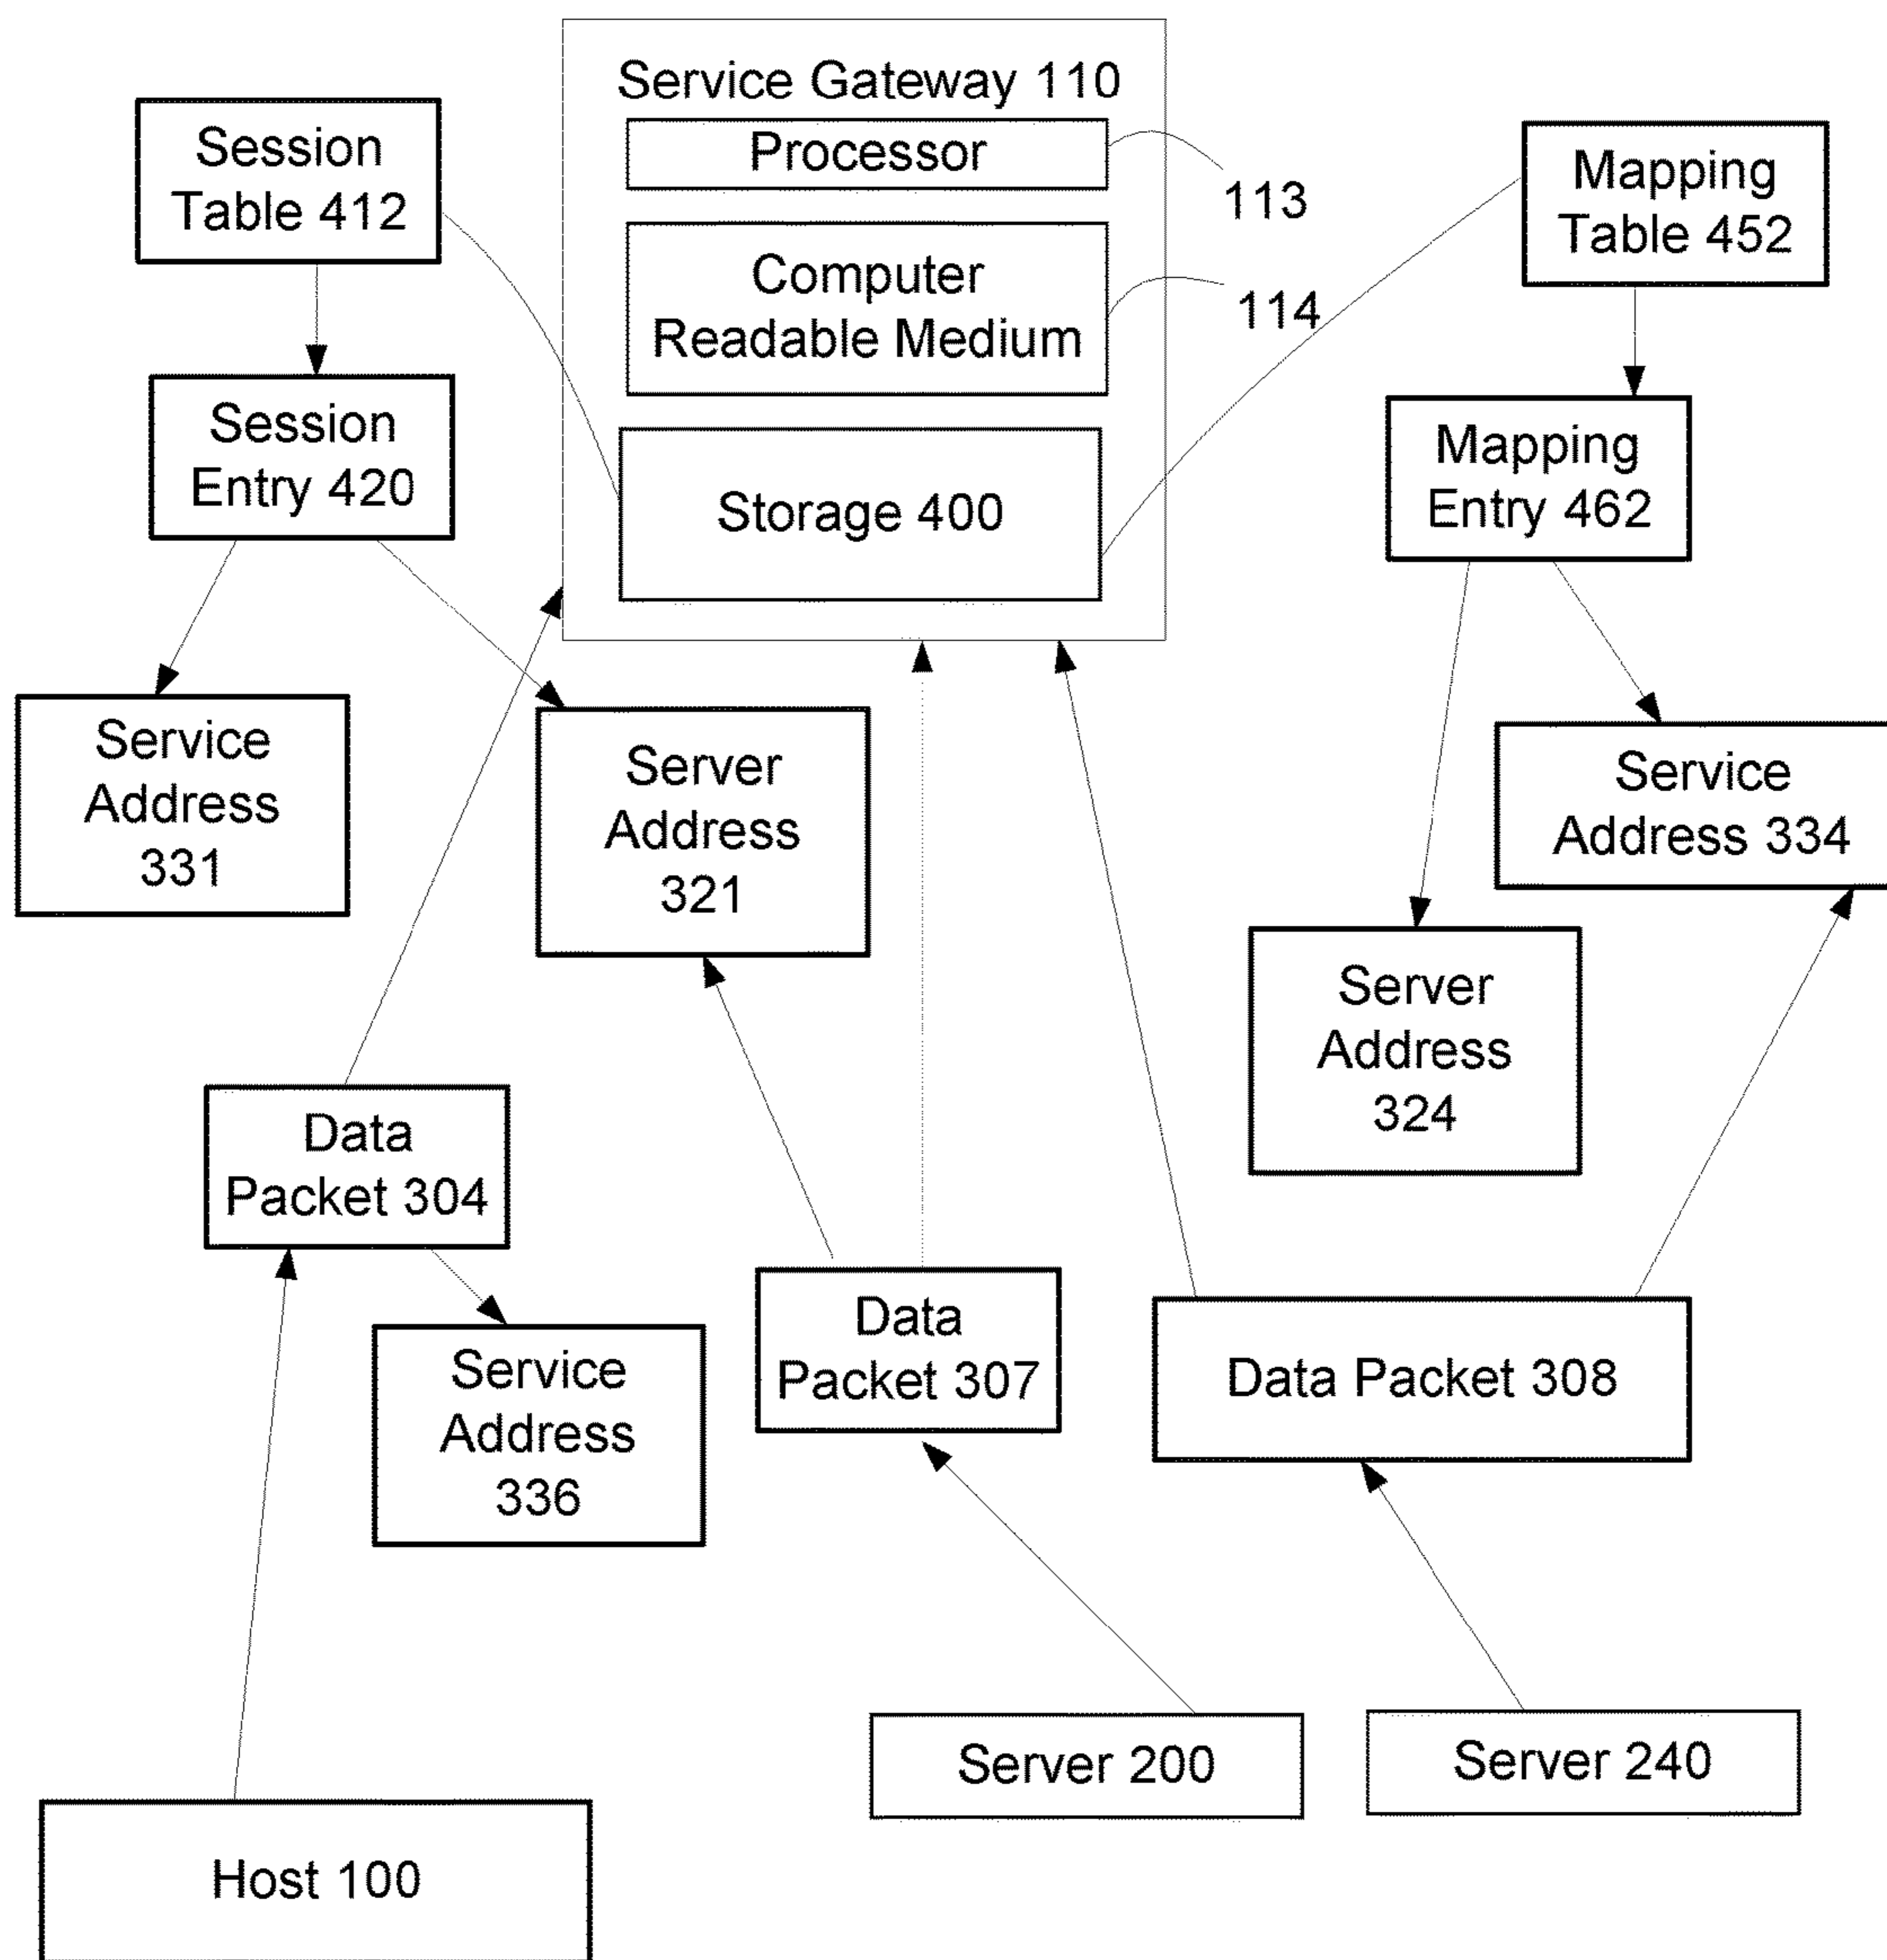 Service Gateway 110
Processor
113
Computer
Readable Medium
114
Storage 400
Session
Table 412
Session
Entry 420
Mapping
Table 452
Mapping
Entry 462
Service
Address
331
Server
Address
321
Service
Address 334
Server
Address
324
Data
Packet 304
Service
Address
336
Data
Packet 307
Data Packet 308
Server 200
Server 240
Host 100